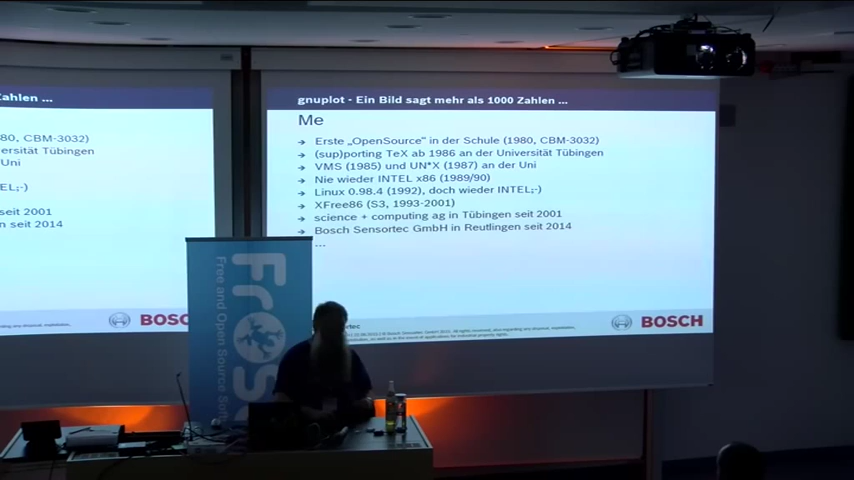 zahlen ...
80, CBM-3032)
ersität Tübingen
Uni
TEL;-)
seit 2001
n seit 2014
BOSCH
gnuplot - Ein Bild sagt mehr als 1000 Zahlen ...
Me
→ Erste „OpenSource" in der Schule (1980, CBM-3032)
→ (sup)porting TeX ab 1986 an der Universität Tübingen
→ VMS (1985) und UN*X (1987) an der Uni
→ Nie wieder INTEL x86 (1989/90)
→ Linux 0.98.4 (1992), doch wieder INTEL;-)
→ XFree86 (S3, 1993-2001)
→ science + computing ag in Tübingen seit 2001
→ Bosch Sensortec GmbH in Reutlingen seit 2014
...
BOSCH
FrOSC
Free and Open Source Soft